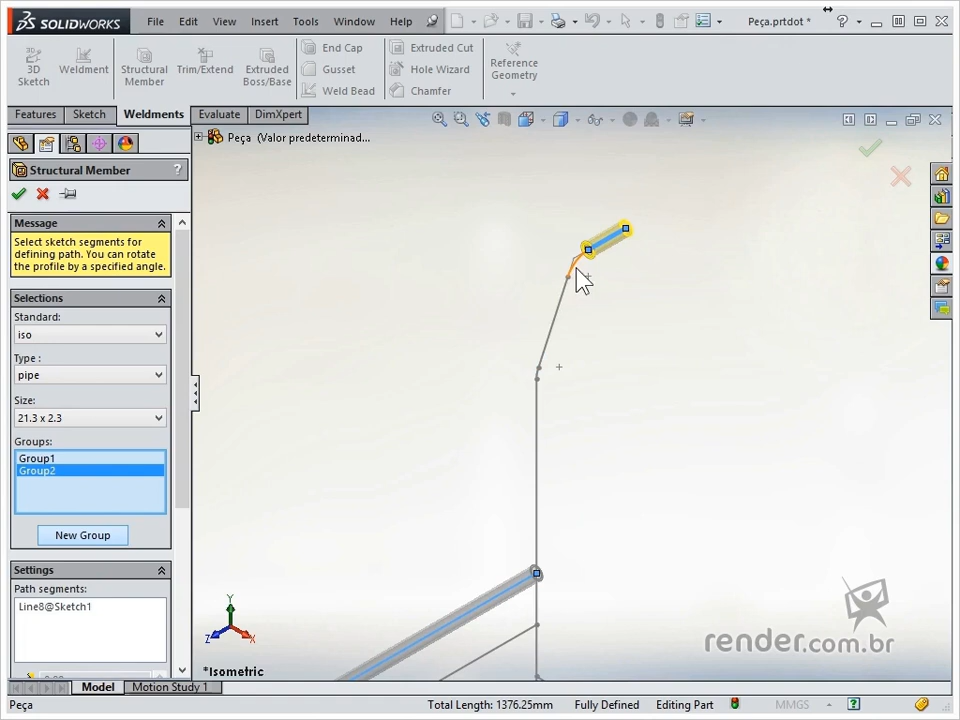 SOLIDWORKS File Edit View Insert Tools Window Help Peça.prtdot *
3D Sketch
Weldment
Structural Member
Trim/Extend
Extruded Boss/Base
End Cap
Gusset
Weld Bead
Extruded Cut
Hole Wizard
Chamfer
Reference Geometry
Features Sketch Weldments Evaluate DimXpert
Peça (Valor predeterminad...
Structural Member ?
Message
Select sketch segments for
defining path. You can rotate
the profile by a specified angle.
Selections
Standard:
iso
Type :
pipe
Size:
21.3 x 2.3
Groups:
Group1
Group2
New Group
Settings
Path segments:
Line8@Sketch1
Y
Z
X
*Isometric
render.com.br
Model Motion Study 1
Peça Total Length: 1376.25mm Fully Defined Editing Part MMGS